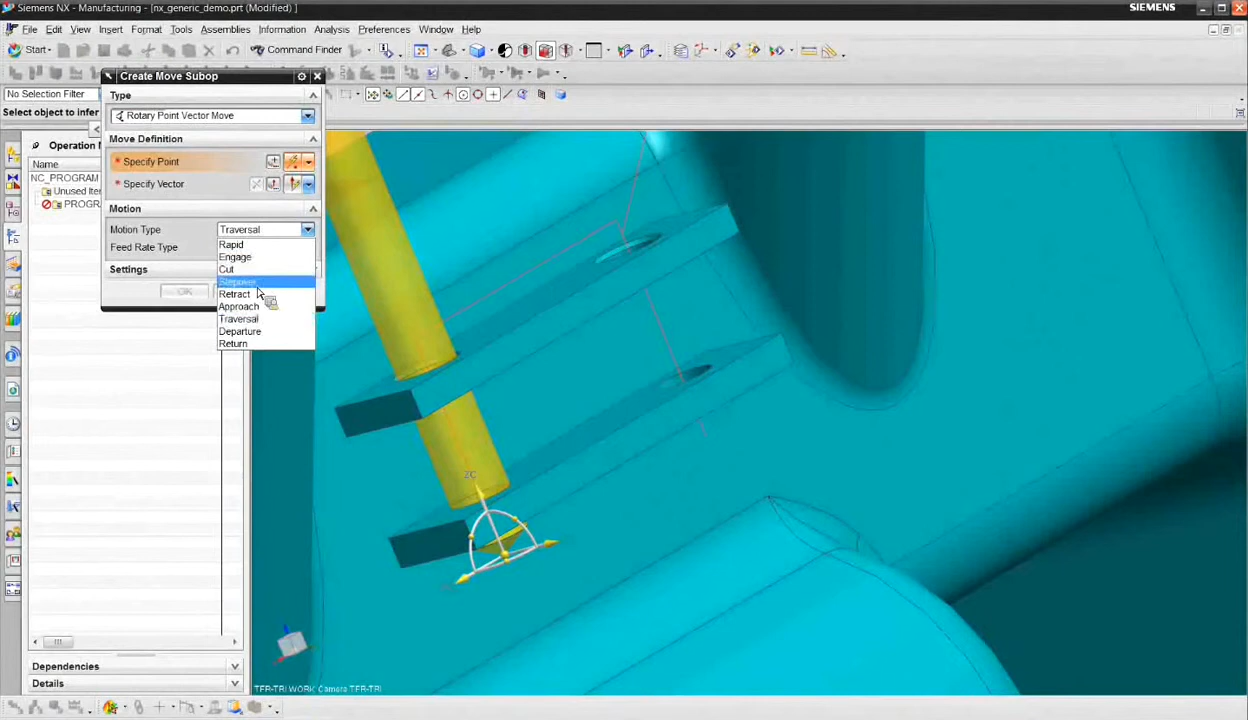 Siemens NX - Manufacturing - [nx_generic_demo.prt (Modified) ]
SIEMENS
File Edit View Insert Format Tools Assemblies Information Analysis Preferences Window Help
Start
Command Finder
Create Move Subop
No Selection Filter
Type
Select object to infer
Rotary Point Vector Move
Operation
Move Definition
Name
* Specify Point
NC_PROGRAM
* Specify Vector
Unused Ite
PROGR
Motion
Motion Type Traversal
Feed Rate Type
Rapid
Engage
Settings
Cut
Stepover
OK
Retract
Approach
Traversal
Departure
Return
ZC
Dependencies
Details
TFR-TRI WORK Camera TFR-TRI